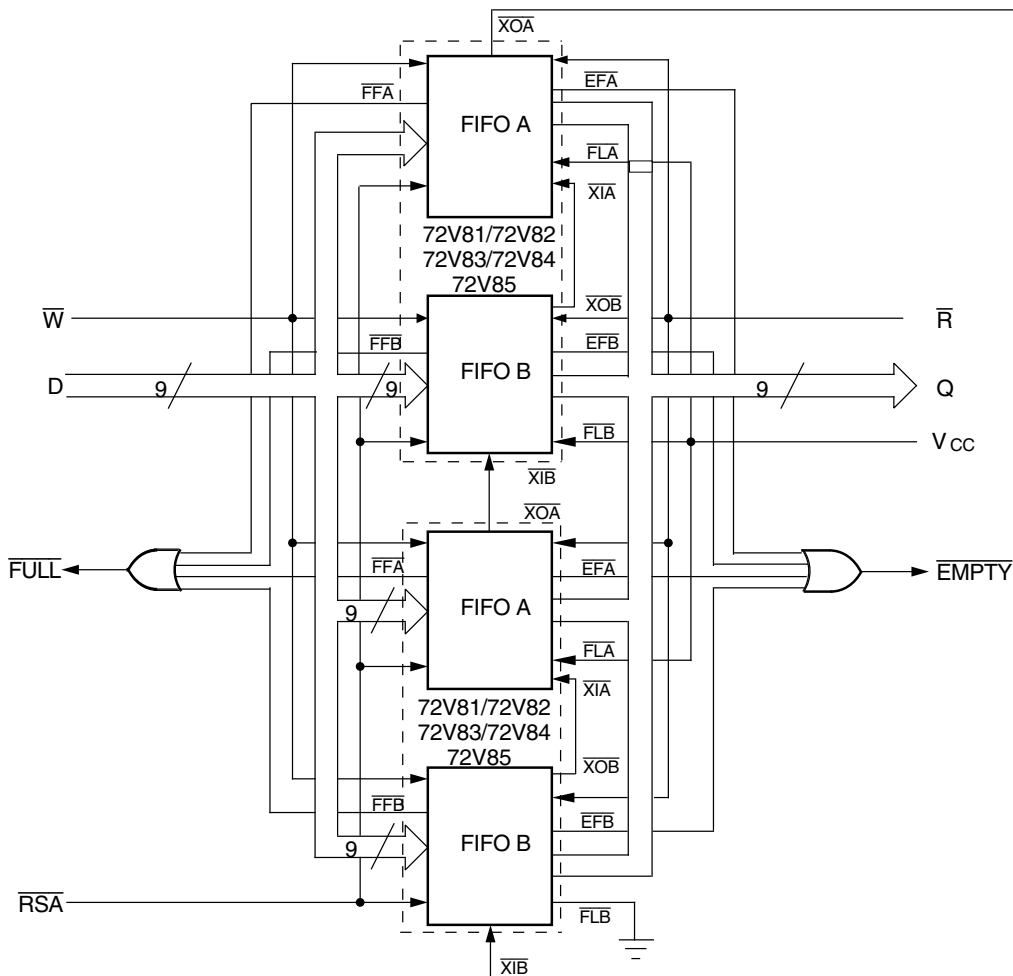 XOA
FFA
EFA
FIFO A
FLA
XIA
72V81/72V82
72V83/72V84
72V85
W
XOB
R
FFB
EFB
D
9
9
FIFO B
9
Q
FLB
VCC
XIB
XOA
FULL
FFA
EFA
EMPTY
9
FIFO A
FLA
XIA
72V81/72V82
72V83/72V84
72V85
XOB
FFB
EFB
9
FIFO B
RSA
FLB
XIB